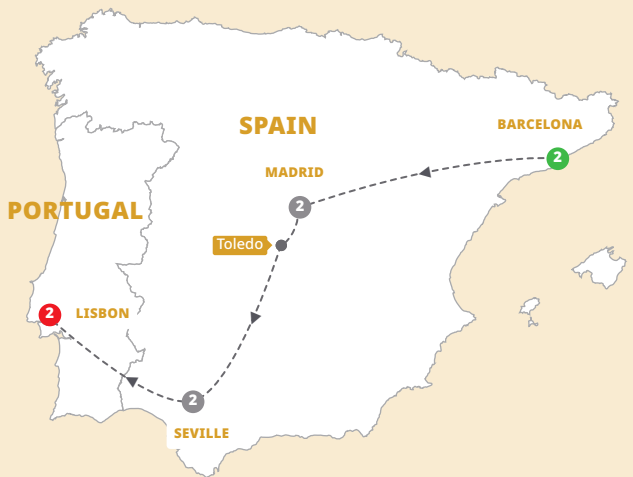 SPAIN
BARCELONA
2
MADRID
2
PORTUGAL
Toledo
2
LISBON
2
SEVILLE